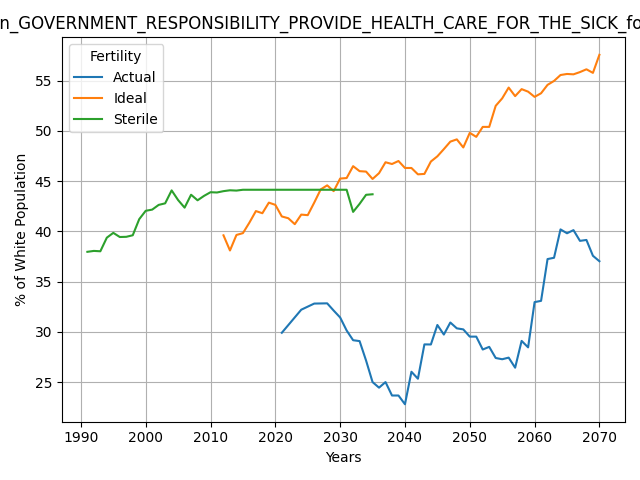 n_GOVERNMENT_RESPONSIBILITY_PROVIDE_HEALTH_CARE_FOR_THE_SICK_fo
Fertility
Actual
Ideal
Sterile
% of White Population
55
50
45
40
35
30
25
1990 2000 2010 2020 2030 2040 2050 2060 2070
Years